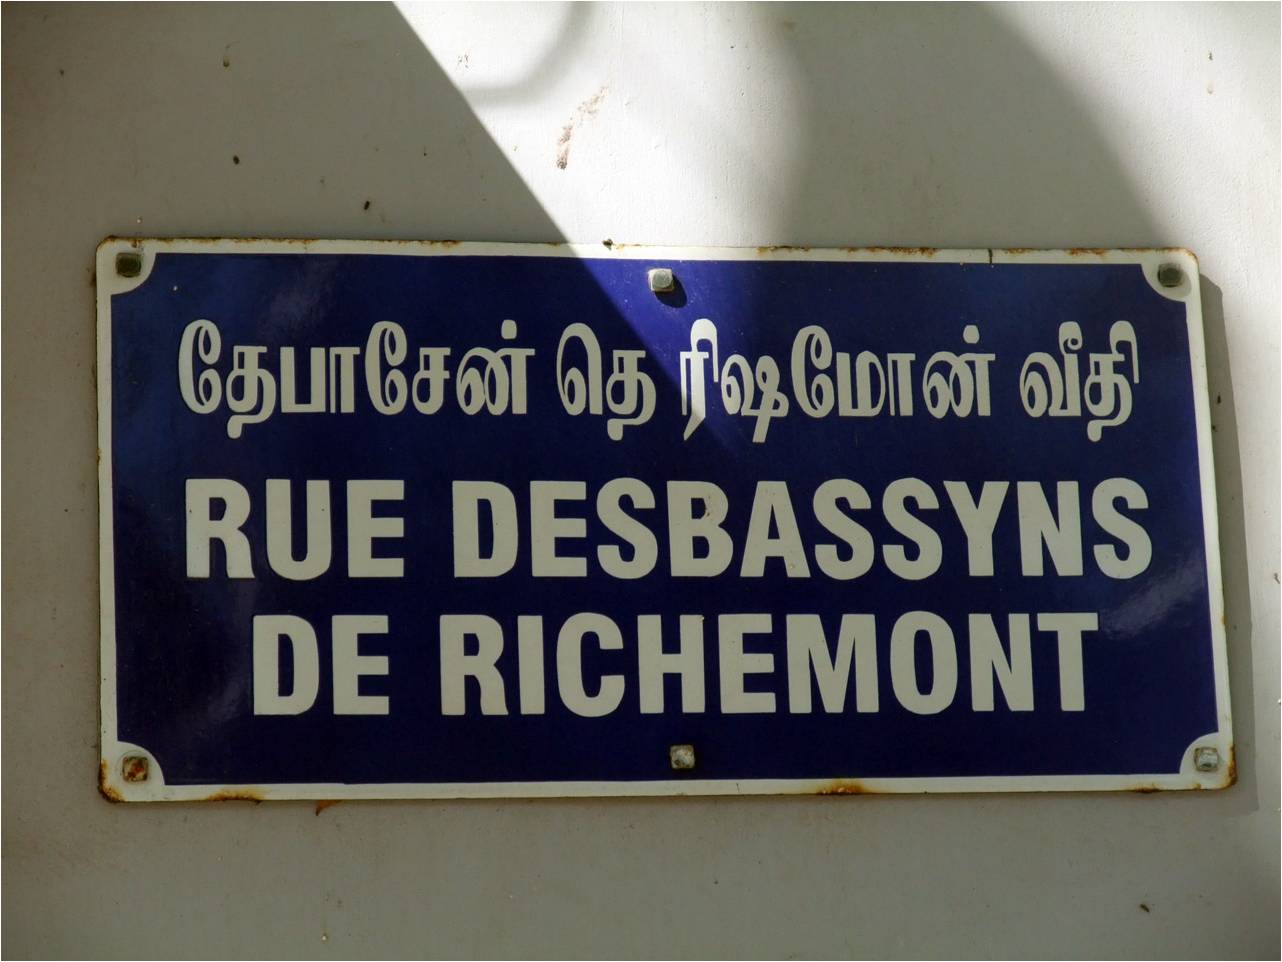 தேபாசேன் தெ ரிஷமோன் வீதி
RUE DESBASSYNS
DE RICHEMONT